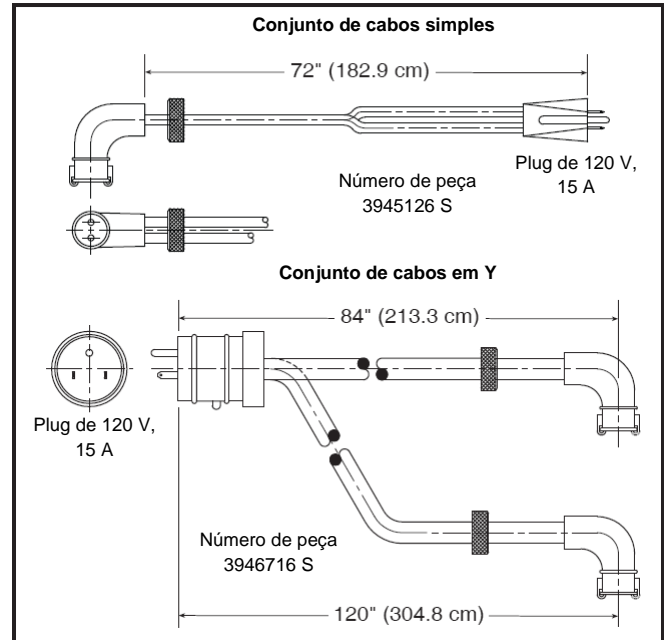 Conjunto de cabos simples
72" (182.9 cm)
Plug de 120 V,
15 A
Número de peça
3945126 S
Conjunto de cabos em Y
84" (213.3 cm)
Plug de 120 V,
15 A
Número de peça
3946716 S
120" (304.8 cm)